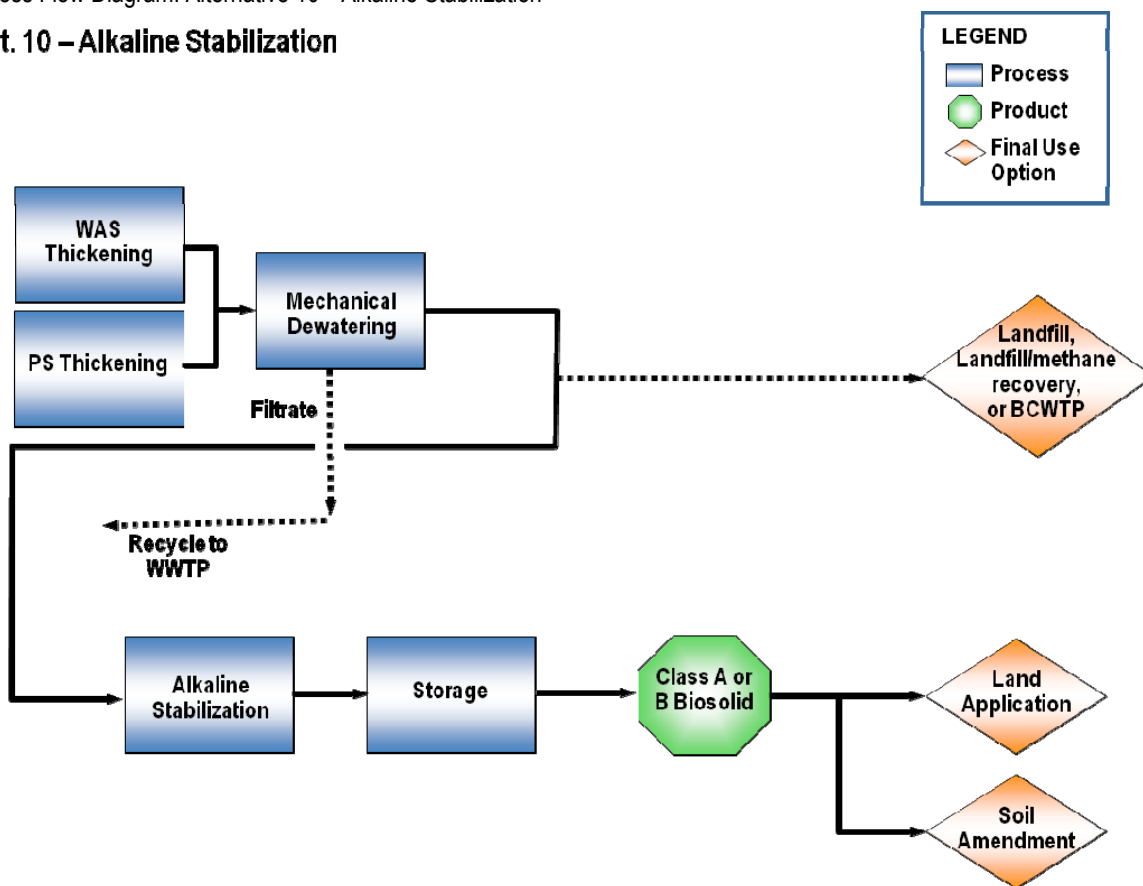 t. 10 – Alkaline Stabilization
LEGEND
Process
Product
Final Use
Option
WAS
Thickening
PS Thickening
Mechanical
Dewatering
Filtrate
Landfill,
Landfill/methane
recovery,
or BCWTP
Recycle to
WWTP
Alkaline
Stabilization
Storage
Class A or
B Biosolid
Land
Application
Soil
Amendment